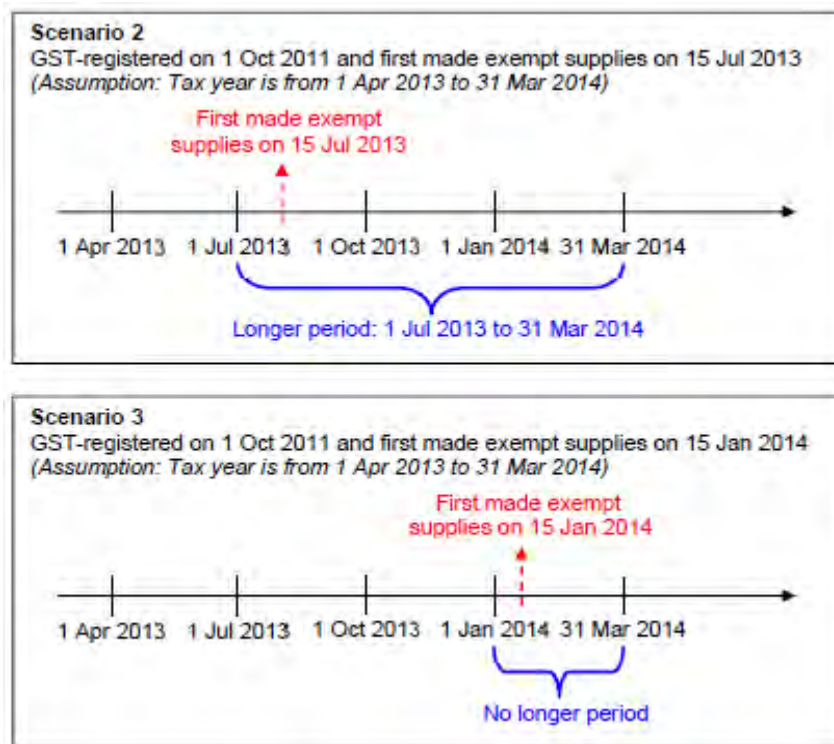 Scenario 2
GST-registered on 1 Oct 2011 and first made exempt supplies on 15 Jul 2013
(Assumption: Tax year is from 1 Apr 2013 to 31 Mar 2014)
First made exempt
supplies on 15 Jul 2013
1 Apr 2013 1 Jul 2013 1 Oct 2013 1 Jan 2014 31 Mar 2014
Longer period: 1 Jul 2013 to 31 Mar 2014
Scenario 3
GST-registered on 1 Oct 2011 and first made exempt supplies on 15 Jan 2014
(Assumption: Tax year is from 1 Apr 2013 to 31 Mar 2014)
First made exempt
supplies on 15 Jan 2014
1 Apr 2013 1 Jul 2013 1 Oct 2013 1 Jan 2014 31 Mar 2014
No longer period